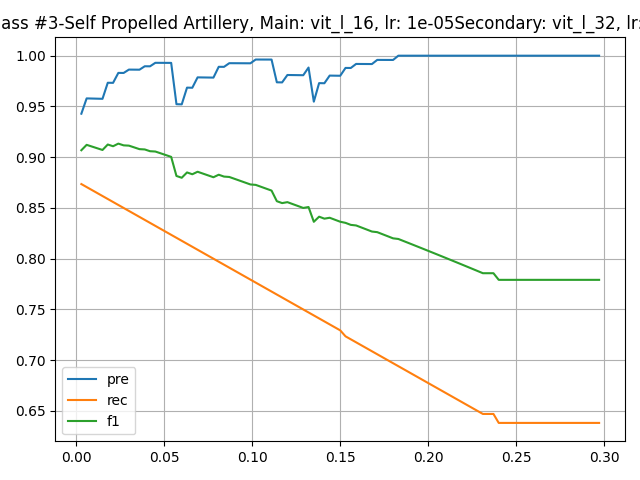 ass #3-Self Propelled Artillery, Main: vit_l_16, lr: 1e-05Secondary: vit_l_32, lr:
1.00
0.95
0.90
0.85
0.80
0.75
0.70
0.65
pre
rec
f1
0.00 0.05 0.10 0.15 0.20 0.25 0.30